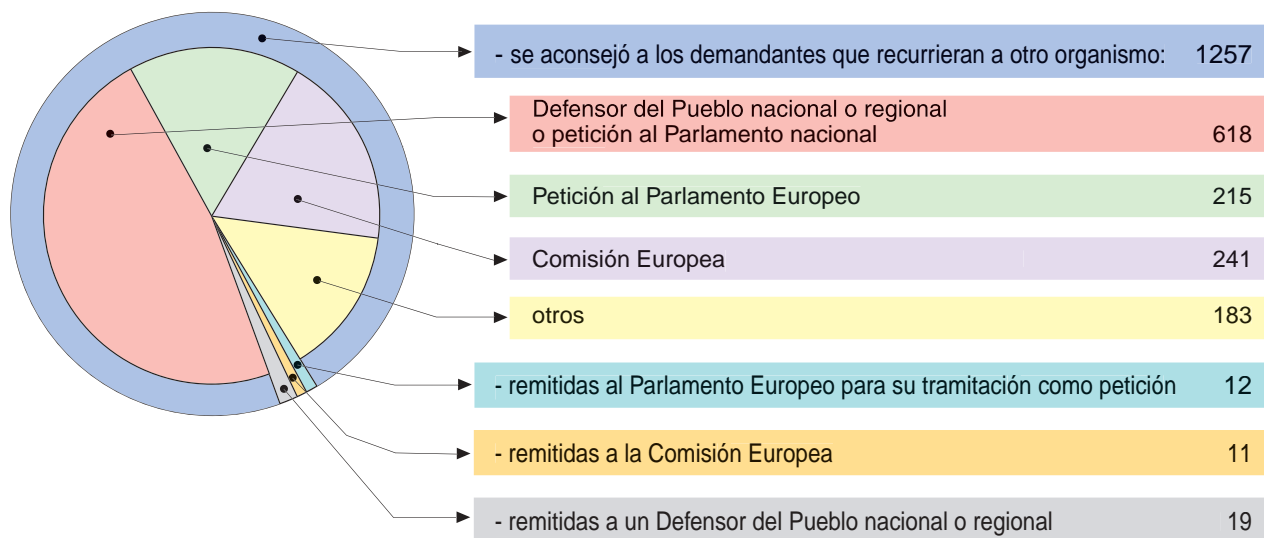 - se aconsejó a los demandantes que recurrieran a otro organismo: 1257
Defensor del Pueblo nacional o regional
o petición al Parlamento nacional 618
Petición al Parlamento Europeo 215
Comisión Europea 241
otros 183
- remitidas al Parlamento Europeo para su tramitación como petición 12
- remitidas a la Comisión Europea 11
- remitidas a un Defensor del Pueblo nacional o regional 19